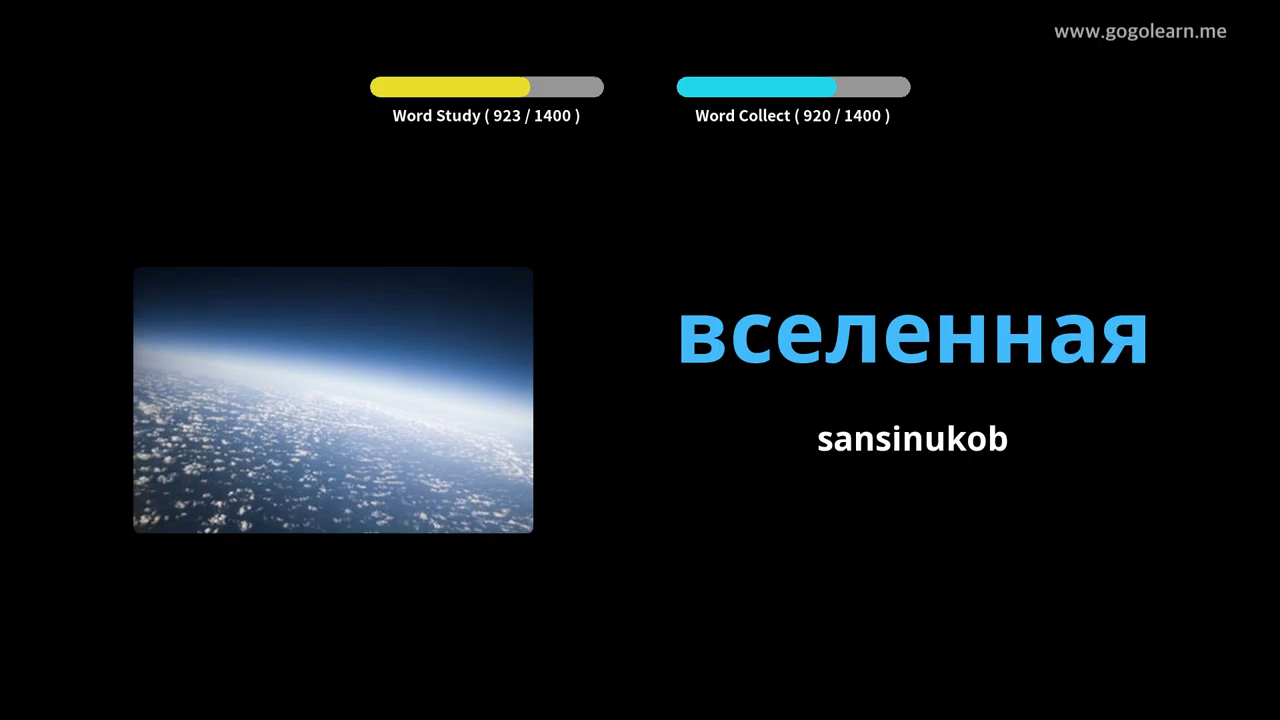 www.gogolearn.me
Word Study ( 923 / 1400 )
Word Collect ( 920 / 1400 )
вселенная
sansinukob